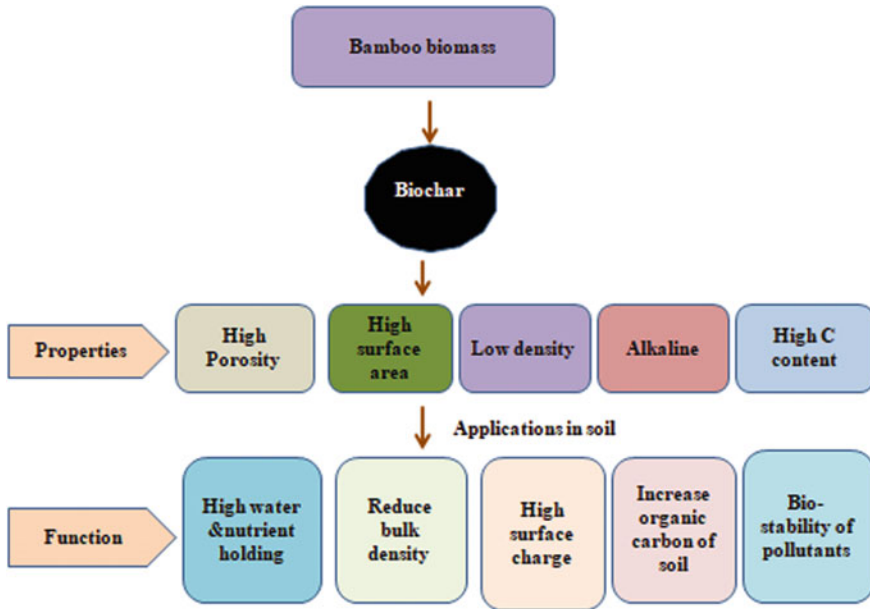 Bamboo biomass
Biochar
Properties
High
Porosity
High
surface
area
Low density
Alkaline
High C
content
Applications in soil
Function
High water
&nutrient
holding
Reduce
bulk
density
High
surface
charge
Increase
organic
carbon of
soil
Bio-
stability of
pollutants